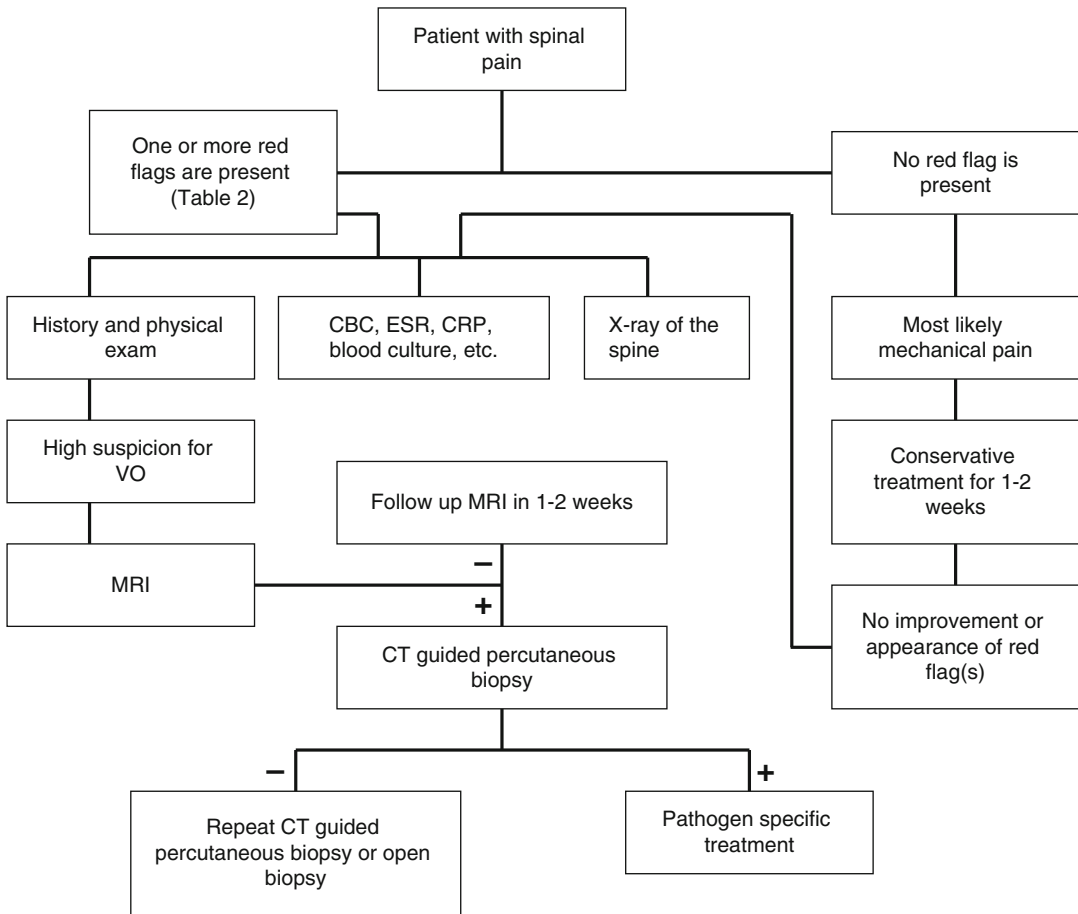 Patient with spinal
pain
One or more red
flags are present
(Table 2)
No red flag is
present
History and physical
exam
CBC, ESR, CRP,
blood culture, etc.
X-ray of the
spine
Most likely
mechanical pain
High suspicion for
VO
Follow up MRI in 1-2 weeks
Conservative
treatment for 1-2
weeks
MRI
−
+
No improvement or
appearance of red
flag(s)
CT guided percutaneous
biopsy
−
+
Repeat CT guided
percutaneous biopsy or open
biopsy
Pathogen specific
treatment